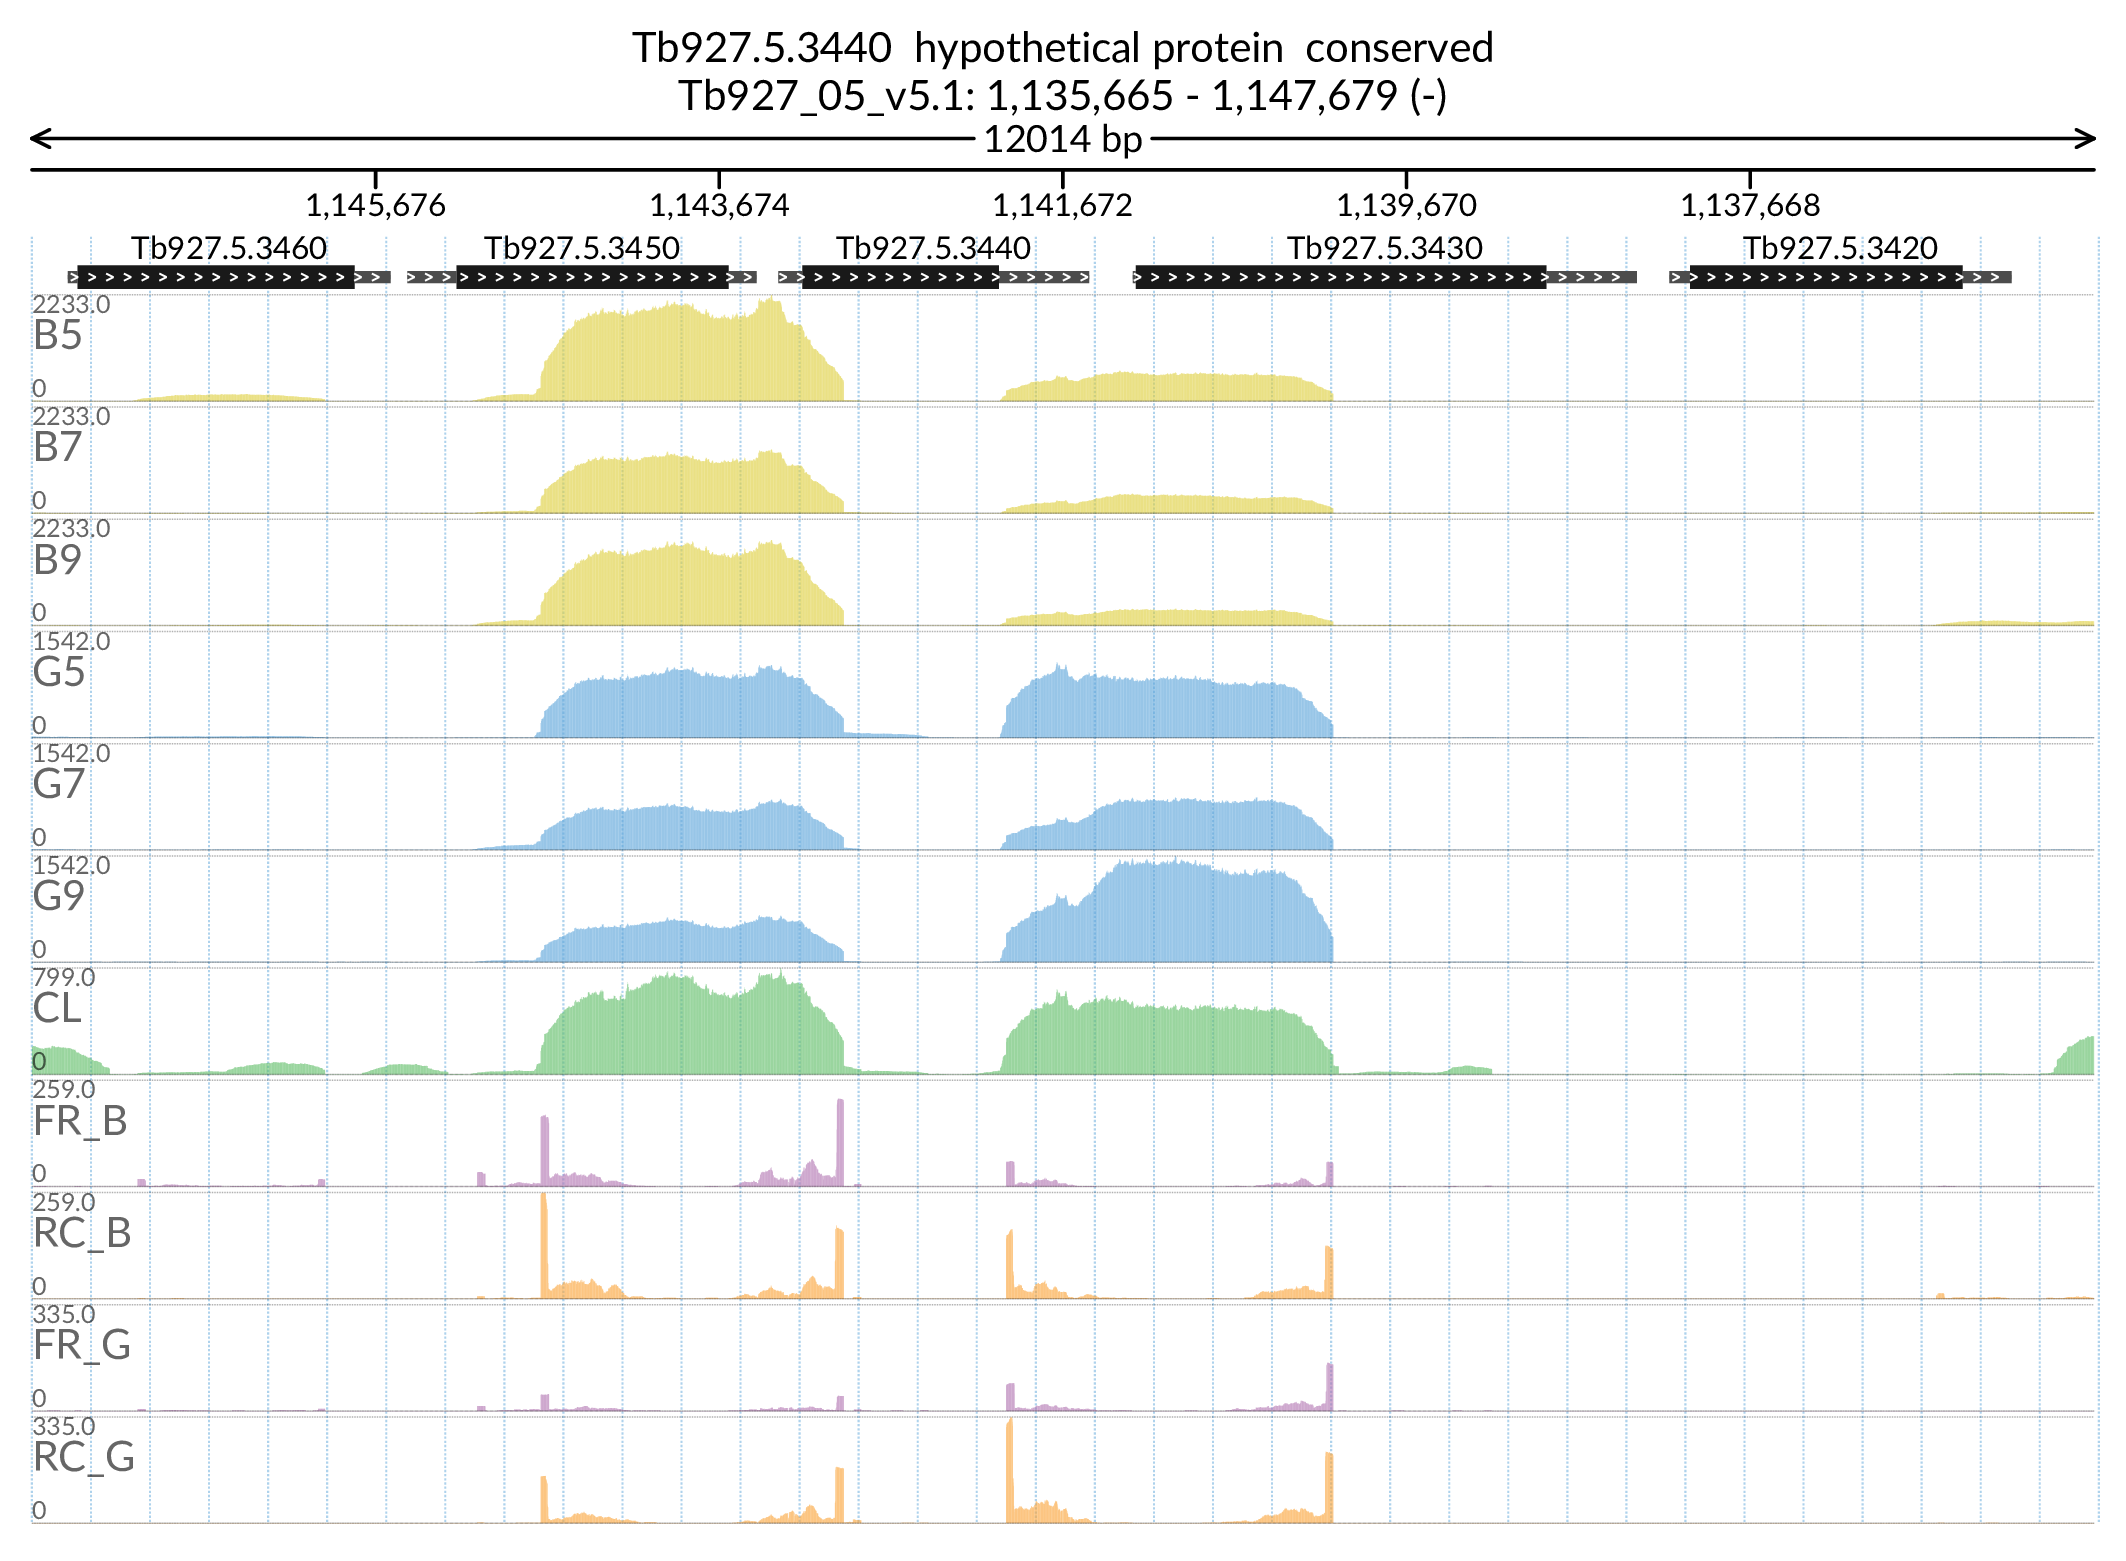 Tb927.5.3440  hypothetical protein  conserved
Tb927_05_v5.1: 1,135,665 - 1,147,679 (-)
12014 bp
1,145,676 1,143,674 1,141,672 1,139,670 1,137,668
Tb927.5.3460 Tb927.5.3450 Tb927.5.3440 Tb927.5.3430 Tb927.5.3420
2233.0
B5
0
2233.0
B7
0
2233.0
B9
0
1542.0
G5
0
1542.0
G7
0
1542.0
G9
0
799.0
CL
0
259.0
FR_B
0
259.0
RC_B
0
335.0
FR_G
0
335.0
RC_G
0